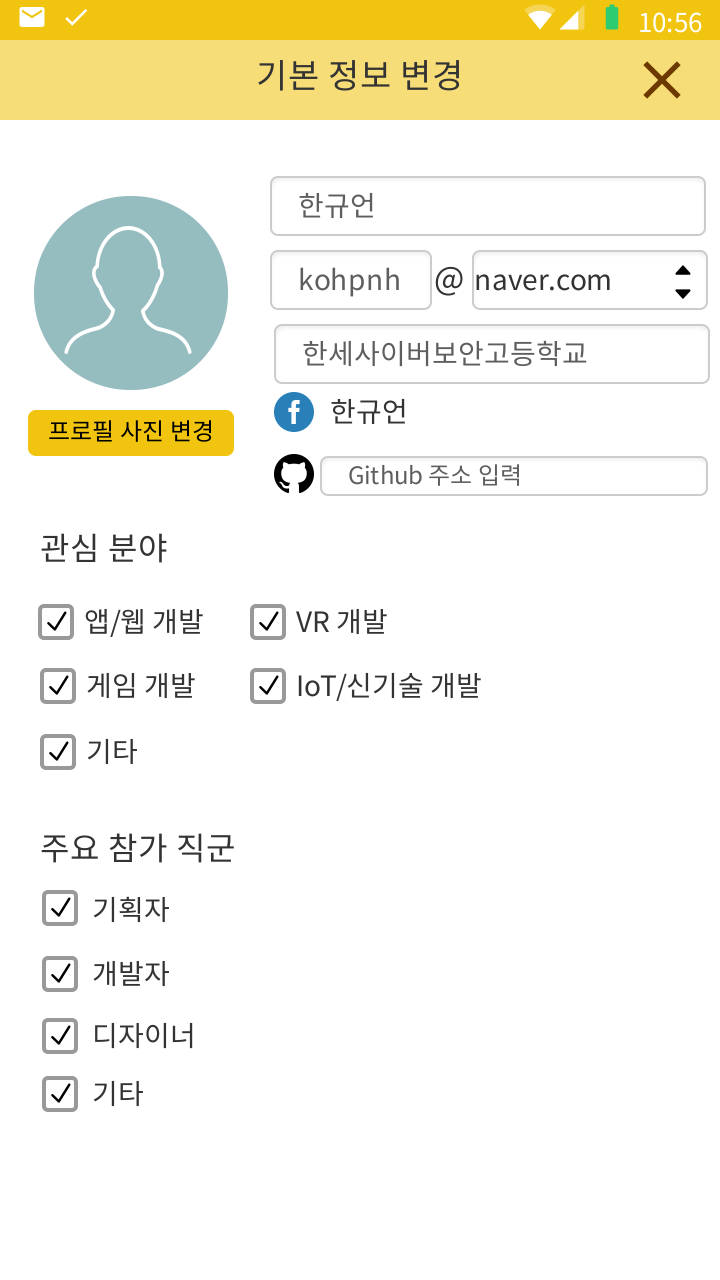 10:56
기본 정보 변경
한규언
kohpnh @ naver.com
한세사이버보안고등학교
한규언
프로필 사진 변경
Github 주소 입력
관심 분야
앱/웹 개발 VR 개발
게임 개발 IoT/신기술 개발
기타
주요 참가 직군
기획자
개발자
디자이너
기타